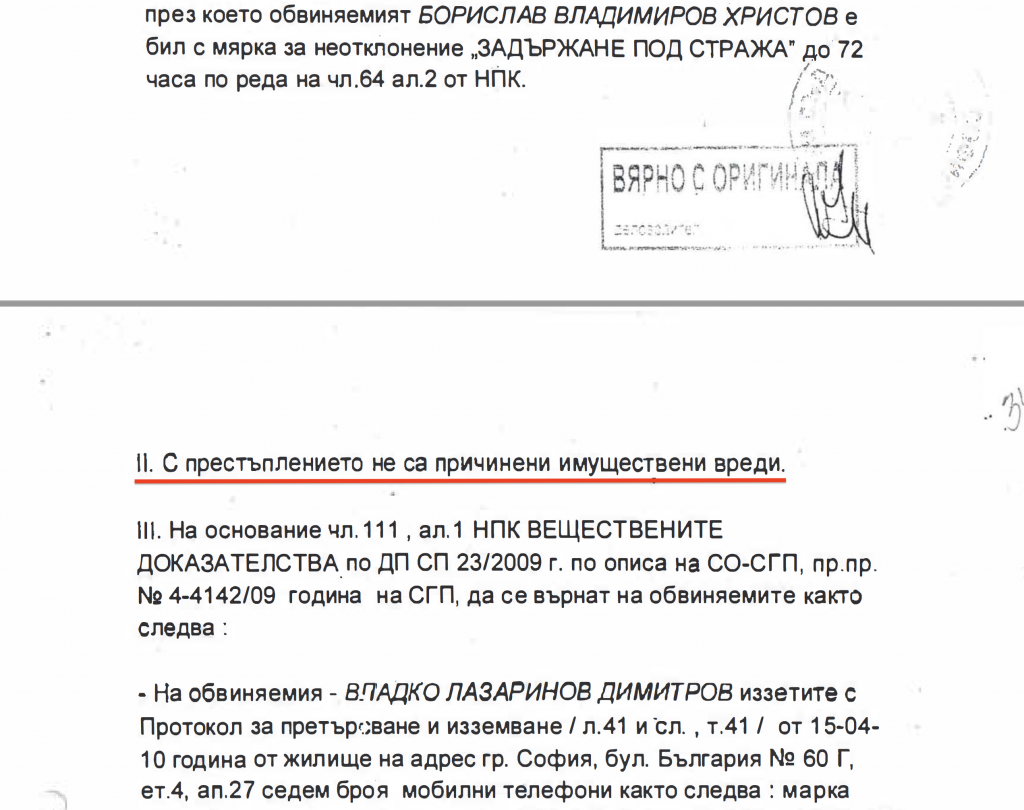 през което обвиняемият БОРИСЛАВ ВЛАДИМИРОВ ХРИСТОВ е
бил с мярка за неотклонение „ЗАДЪРЖАНЕ ПОД СТРАЖА" до 72
часа по реда на чл.64 ал.2 от НПК.
ВЯРНО С ОРИГИНАЛА
деловодител
II. С престъплението не са причинени имуществени вреди.
III. На основание чл.111 , ал.1 НПК ВЕЩЕСТВЕНИТЕ
ДОКАЗАТЕЛСТВА по ДП СП 23/2009 г. по описа на СО-СГП, пр.пр.
№ 4-4142/09 година на СГП, да се върнат на обвиняемите както
следва :
- На обвиняемия - ВЛАДКО ЛАЗАРИНОВ ДИМИТРОВ иззетите с
Протокол за претърсване и изземване / л.41 и сл. , т.41 / от 15-04-
10 година от жилище на адрес гр. София, бул. България № 60 Г,
ет.4, ап.27 седем броя мобилни телефони както следва : марка